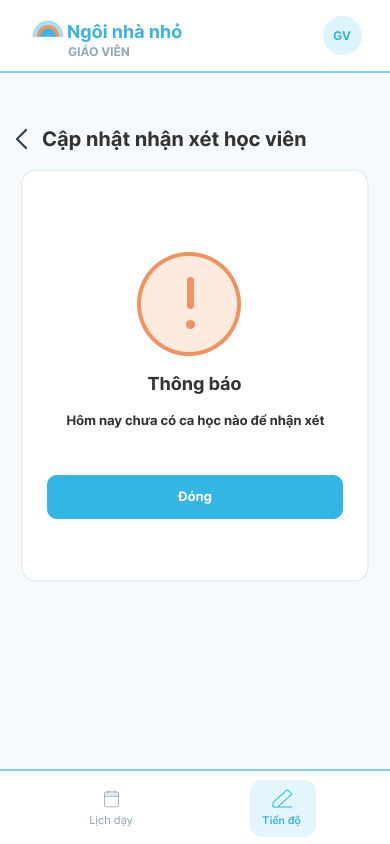 Ngôi nhà nhỏ
GIÁO VIÊN
GV
Cập nhật nhận xét học viên
Thông báo
Hôm nay chưa có ca học nào để nhận xét
Đóng
Lịch dạy
Tiến độ